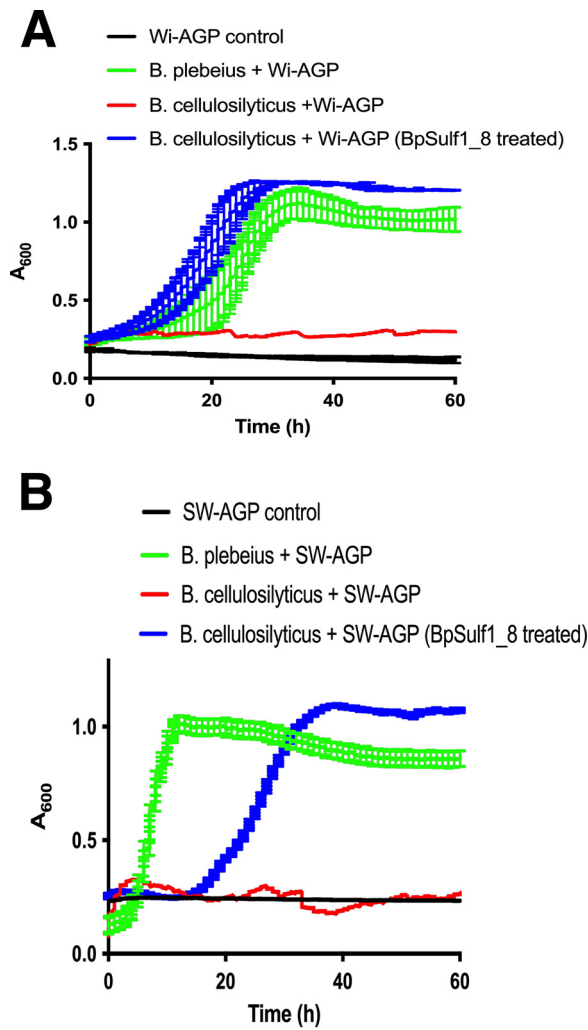 A
Wi-AGP control
B. plebeius + Wi-AGP
B. cellulosilyticus +Wi-AGP
B. cellulosilyticus + Wi-AGP (BpSulf1_8 treated)
1.5
1.0
0.5
0.0
A600
0 20 40 60
Time (h)
B
SW-AGP control
B. plebeius + SW-AGP
B. cellulosilyticus + SW-AGP
B. cellulosilyticus + SW-AGP (BpSulf1_8 treated)
1.0
0.5
0.0
A600
0 20 40 60
Time (h)